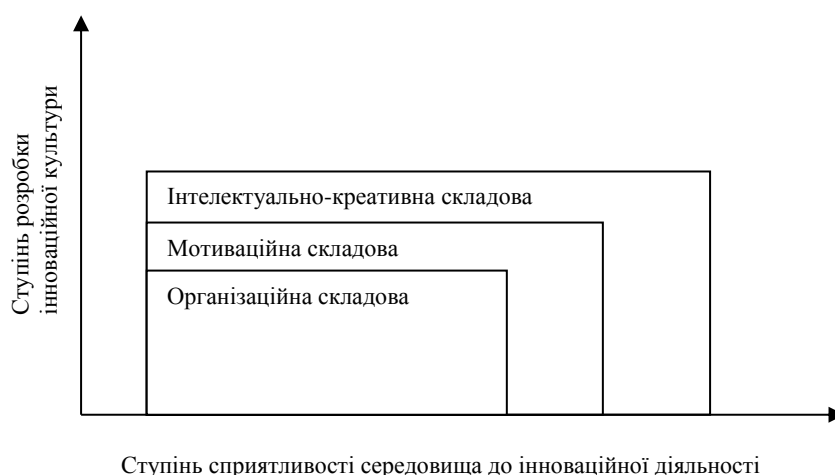 Ступінь розробки
інноваційної культури
Інтелектуально-креативна складова
Мотиваційна складова
Організаційна складова
Ступінь сприятливості середовища до інноваційної діяльності